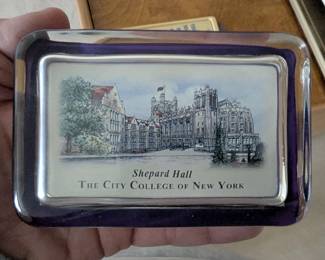 Shepard Hall
THE CITY COLLEGE OF NEW YORK